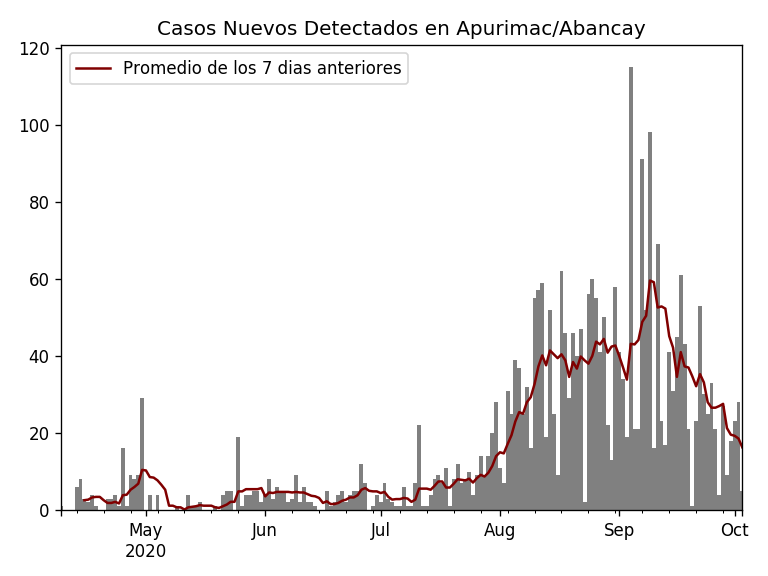 Casos Nuevos Detectados en Apurimac/Abancay
Promedio de los 7 dias anteriores
120
100
80
60
40
20
0
May
2020
Jun
Jul
Aug
Sep
Oct